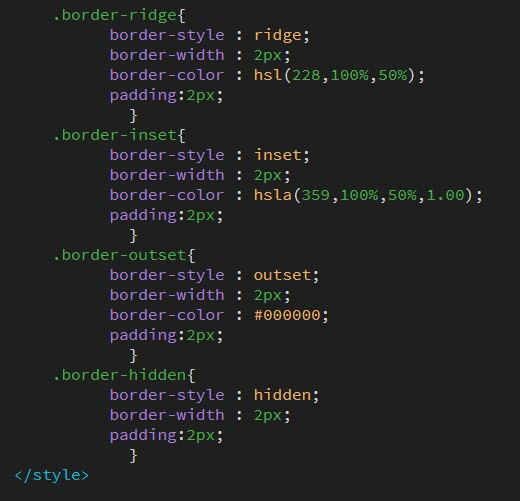 .border-ridge{
border-style : ridge;
border-width : 2px;
border-color : hsl(228,100%,50%);
padding:2px;
}
.border-inset{
border-style : inset;
border-width : 2px;
border-color : hsla(359,100%,50%,1.00);
padding:2px;
}
.border-outset{
border-style : outset;
border-width : 2px;
border-color : #000000;
padding:2px;
}
.border-hidden{
border-style : hidden;
border-width : 2px;
padding:2px;
}
</style>